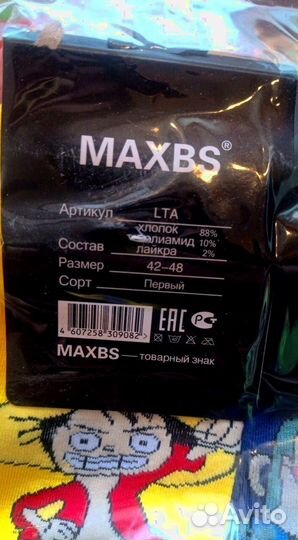 MAXBS®
Артикул LTA
хлопок 88%
Состав полиамид 10%
лайкра 2%
Размер 42–48
Сорт Первый
4 607258 309082 >
EAC PC
MAXBS — товарный знак
Avito